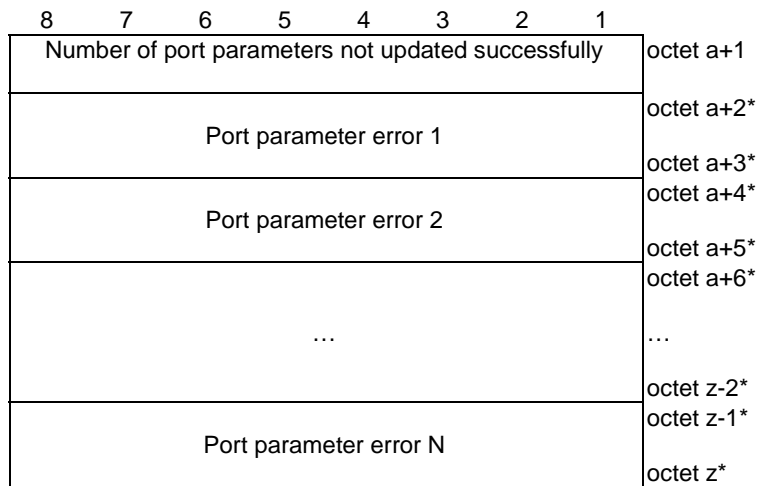 8 7 6 5 4 3 2 1
Number of port parameters not updated successfully octet a+1
octet a+2*
Port parameter error 1
octet a+3*
octet a+4*
Port parameter error 2
octet a+5*
octet a+6*
… …
octet z-2*
octet z-1*
Port parameter error N
octet z*